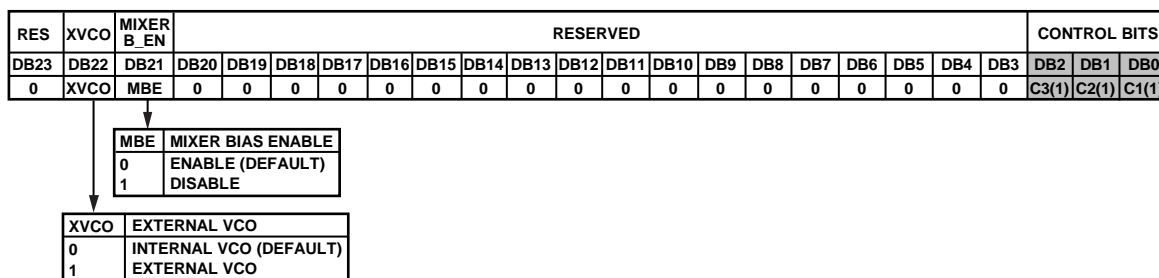 RES XVCO MIXER B_EN RESERVED CONTROL BITS
DB23 DB22 DB21 DB20 DB19 DB18 DB17 DB16 DB15 DB14 DB13 DB12 DB11 DB10 DB9 DB8 DB7 DB6 DB5 DB4 DB3 DB2 DB1 DB0
0 XVCO MBE 0 0 0 0 0 0 0 0 0 0 0 0 0 0 0 0 0 0 C3(1) C2(1) C1(1
MBE MIXER BIAS ENABLE
0 ENABLE (DEFAULT)
1 DISABLE
XVCO EXTERNAL VCO
0 INTERNAL VCO (DEFAULT)
1 EXTERNAL VCO